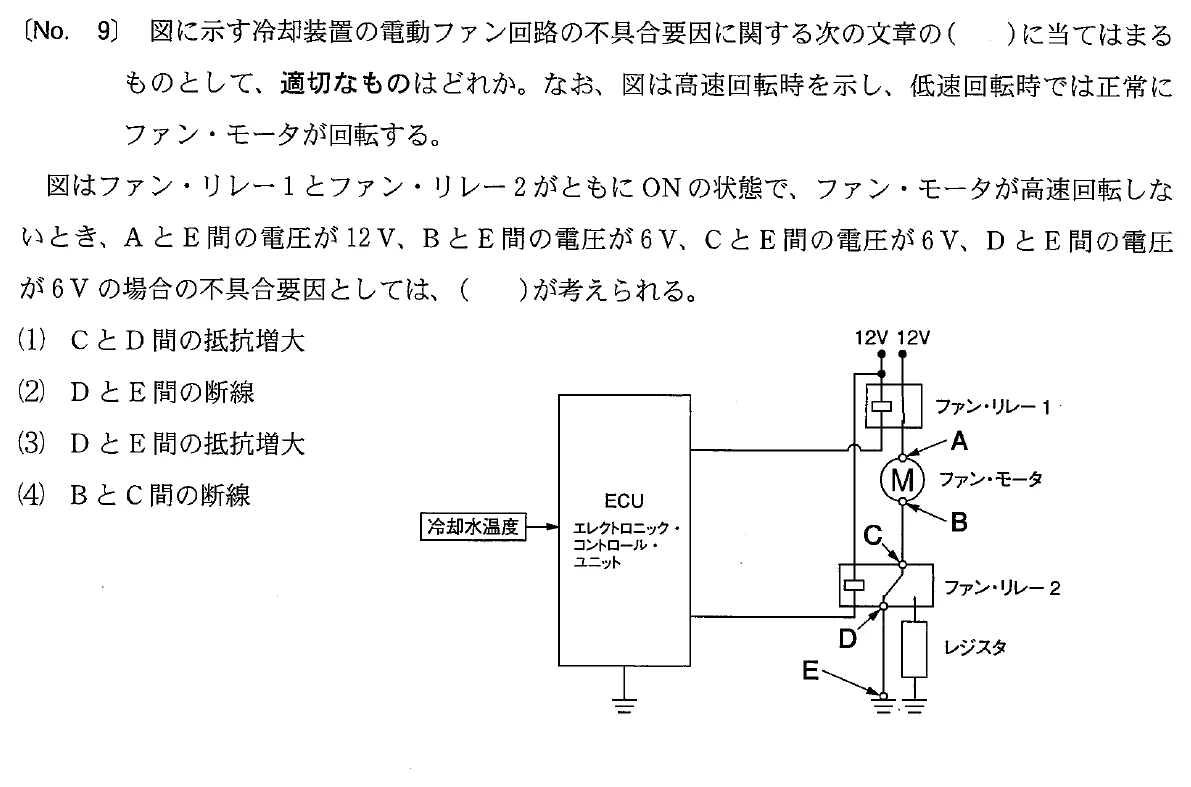 〔No. 9〕 図に示す冷却装置の電動ファン回路の不具合要因に関する次の文章の( )に当てはまる
ものとして、適切なものはどれか。なお、図は高速回転時を示し、低速回転時では正常に
ファン・モータが回転する。
図はファン・リレー1とファン・リレー2がともにONの状態で、ファン・モータが高速回転しな
いとき、AとE間の電圧が12V、BとE間の電圧が6V、CとE間の電圧が6V、DとE間の電圧
が6Vの場合の不具合要因としては、( )が考えられる。
(1) CとD間の抵抗増大
(2) DとE間の断線
(3) DとE間の抵抗増大
(4) BとC間の断線
12V 12V
ファン・リレー1
A
M
ファン・モータ
B
C
ECU
エレクトロニック・
コントロール・
ユニット
冷却水温度
ファン・リレー2
D
レジスタ
E